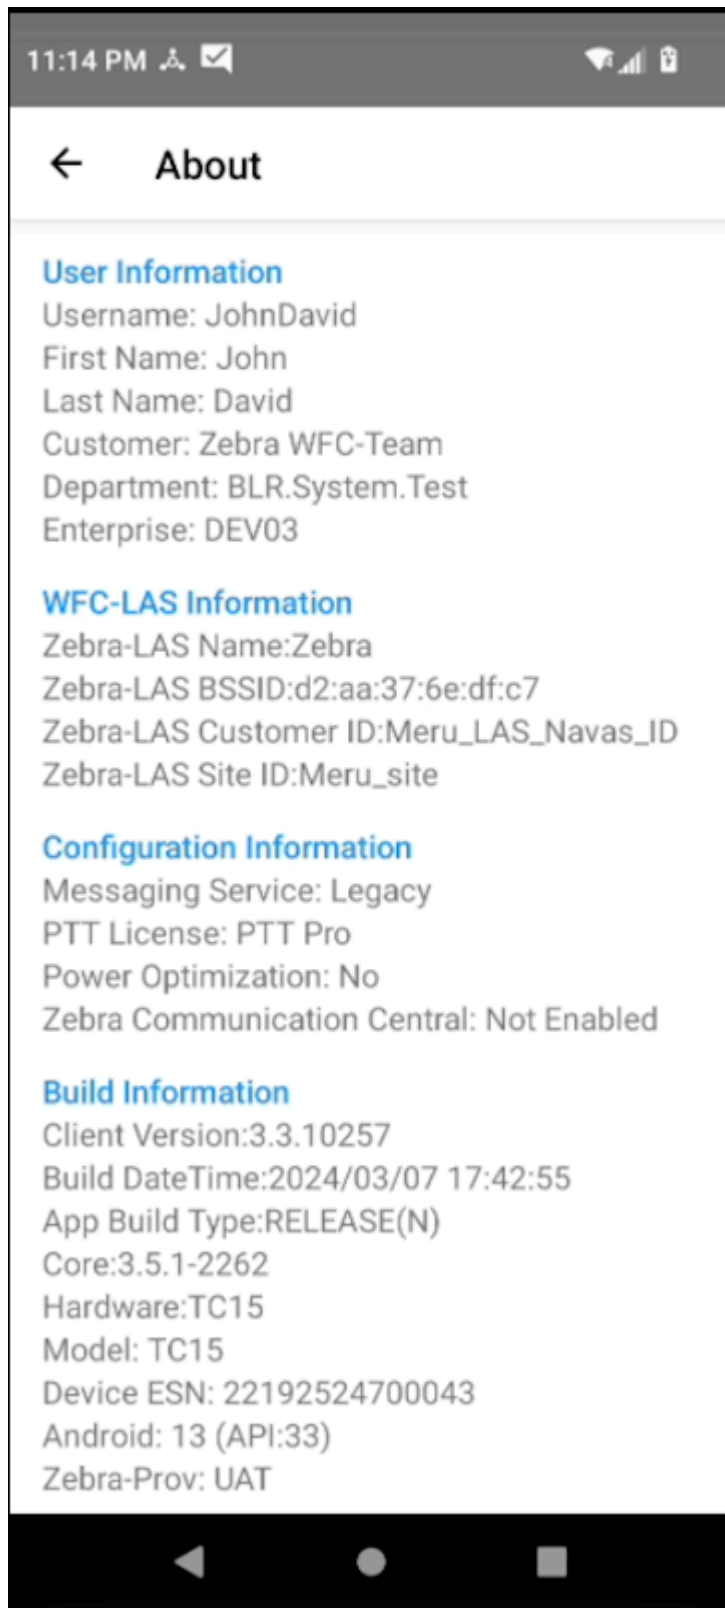 11:14 PM
About
User Information
Username: JohnDavid
First Name: John
Last Name: David
Customer: Zebra WFC-Team
Department: BLR.System.Test
Enterprise: DEV03
WFC-LAS Information
Zebra-LAS Name:Zebra
Zebra-LAS BSSID:d2:aa:37:6e:df:c7
Zebra-LAS Customer ID:Meru_LAS_Navas_ID
Zebra-LAS Site ID:Meru_site
Configuration Information
Messaging Service: Legacy
PTT License: PTT Pro
Power Optimization: No
Zebra Communication Central: Not Enabled
Build Information
Client Version:3.3.10257
Build DateTime:2024/03/07 17:42:55
App Build Type:RELEASE(N)
Core:3.5.1-2262
Hardware:TC15
Model: TC15
Device ESN: 22192524700043
Android: 13 (API:33)
Zebra-Prov: UAT